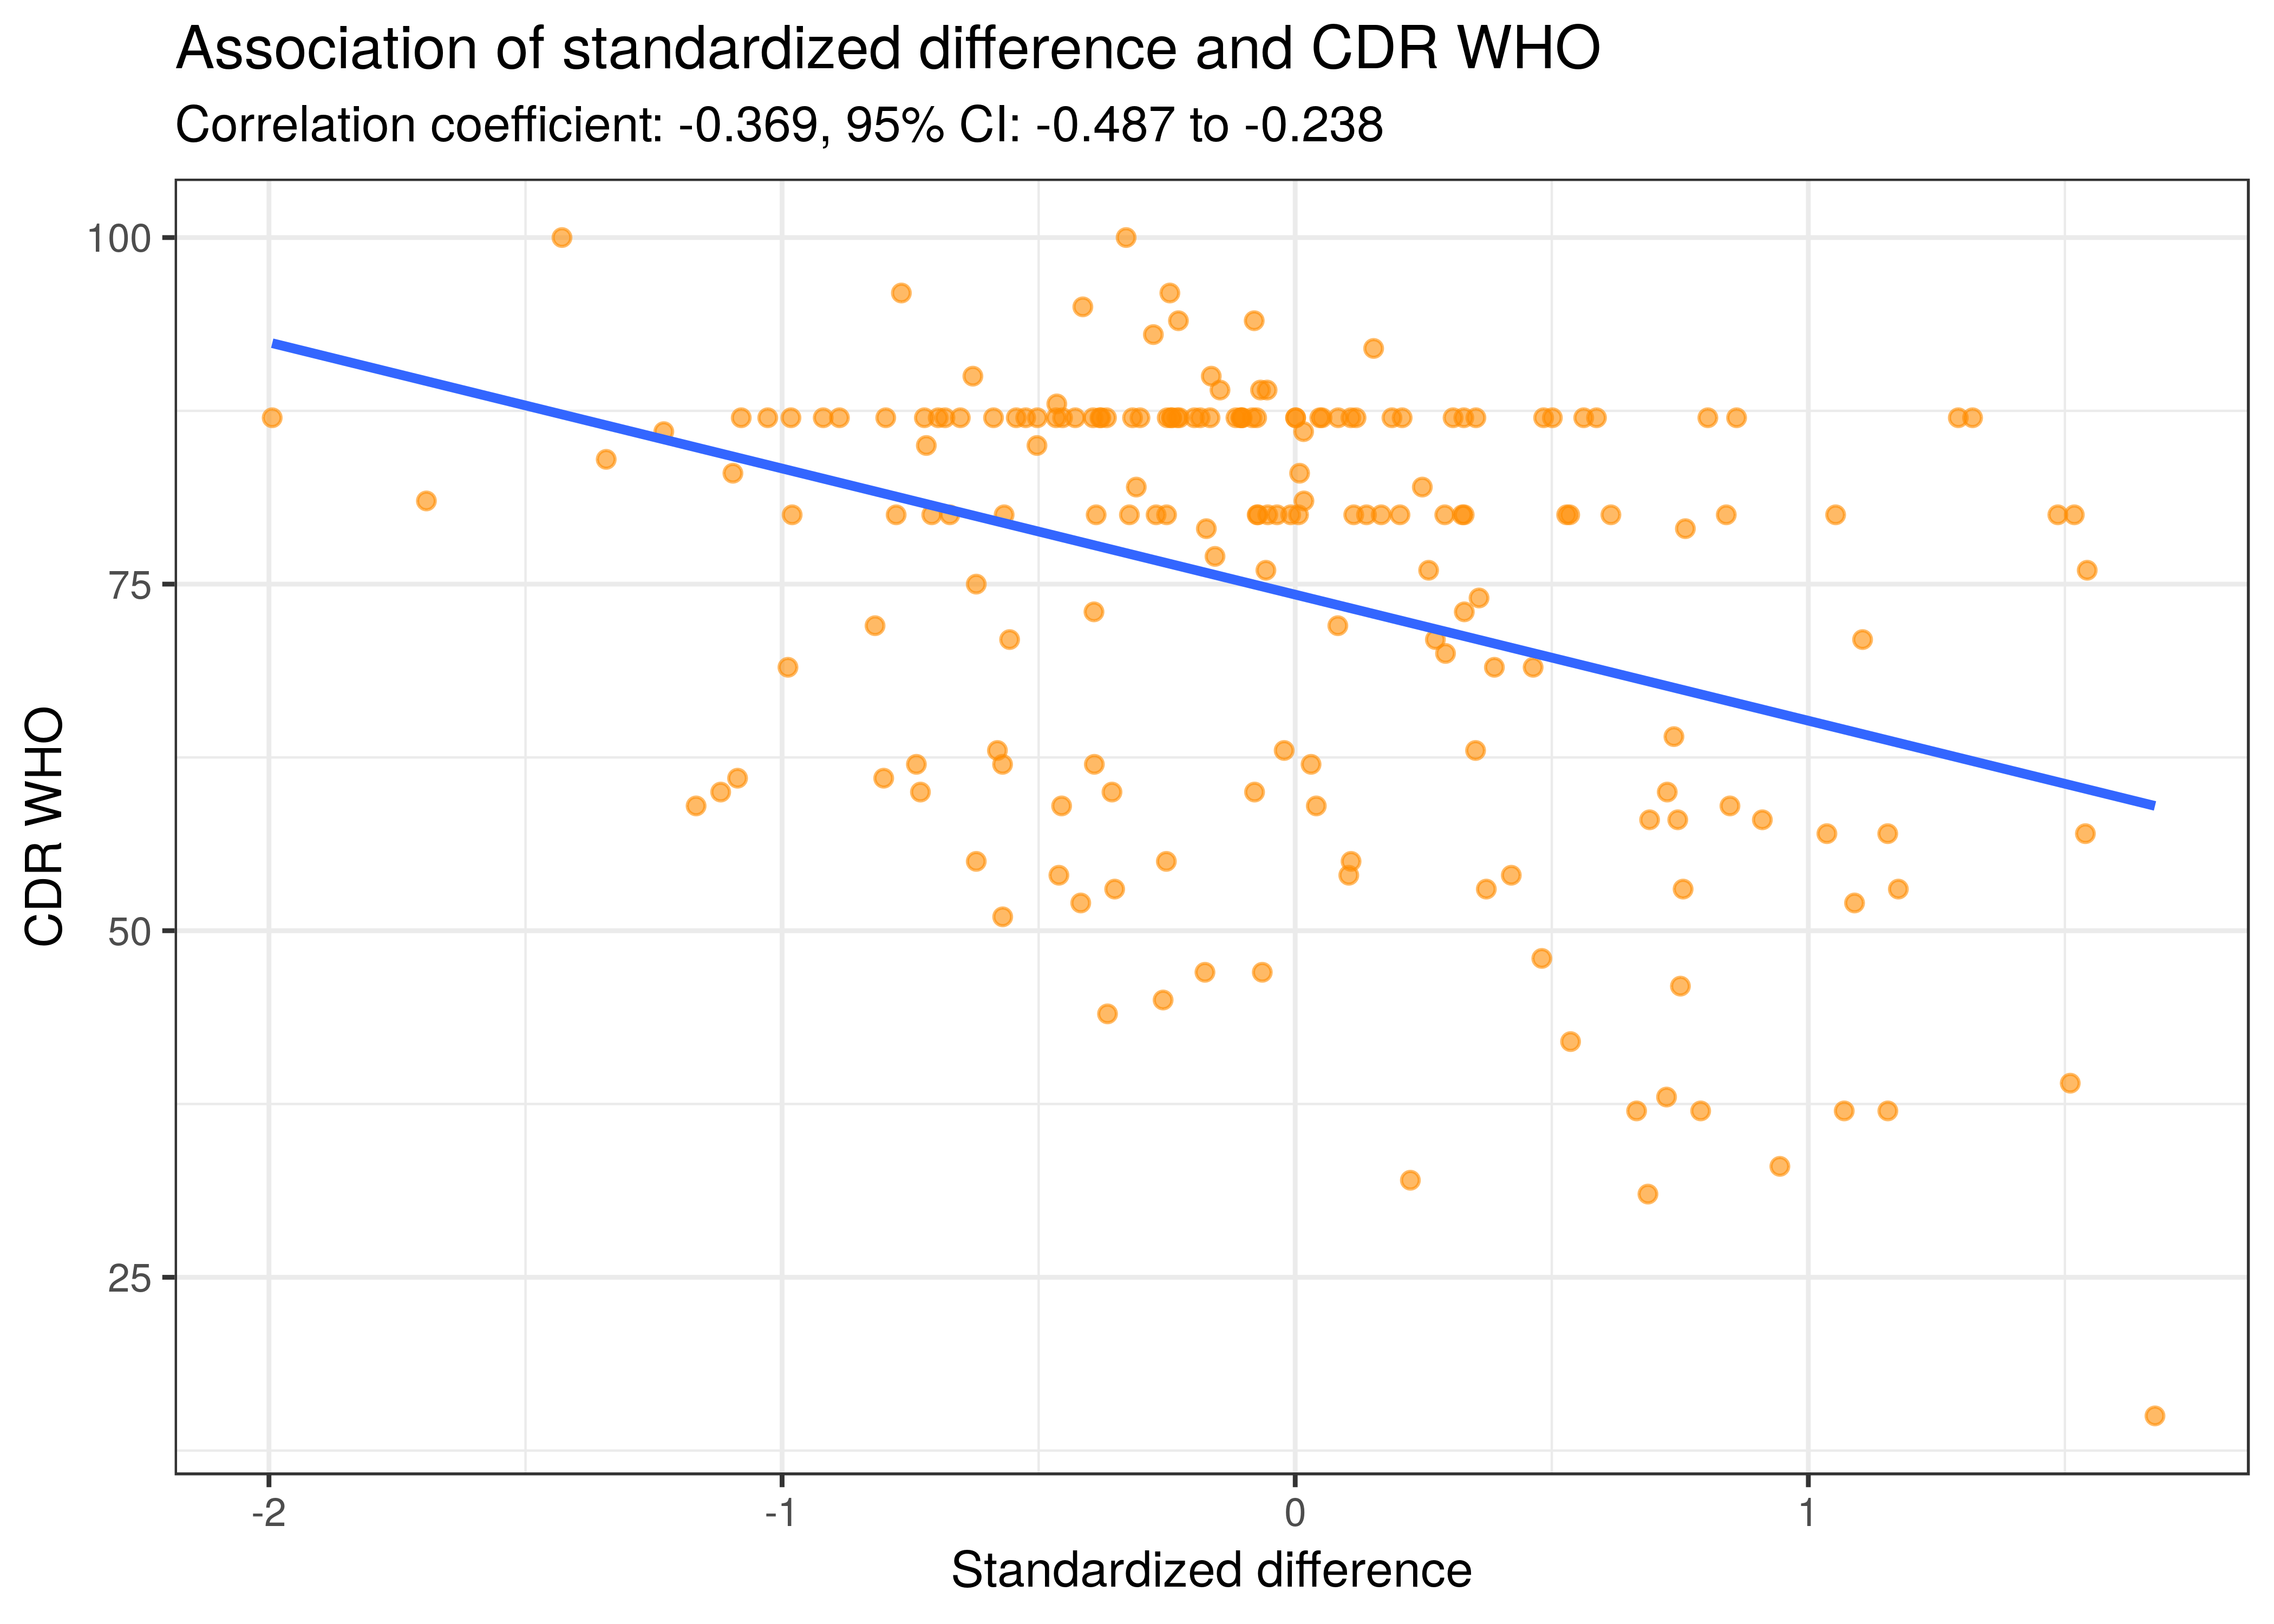 Association of standardized difference and CDR WHO
Correlation coefficient: -0.369, 95% CI: -0.487 to -0.238
100
75
50
25
CDR WHO
-2
-1
0
1
Standardized difference